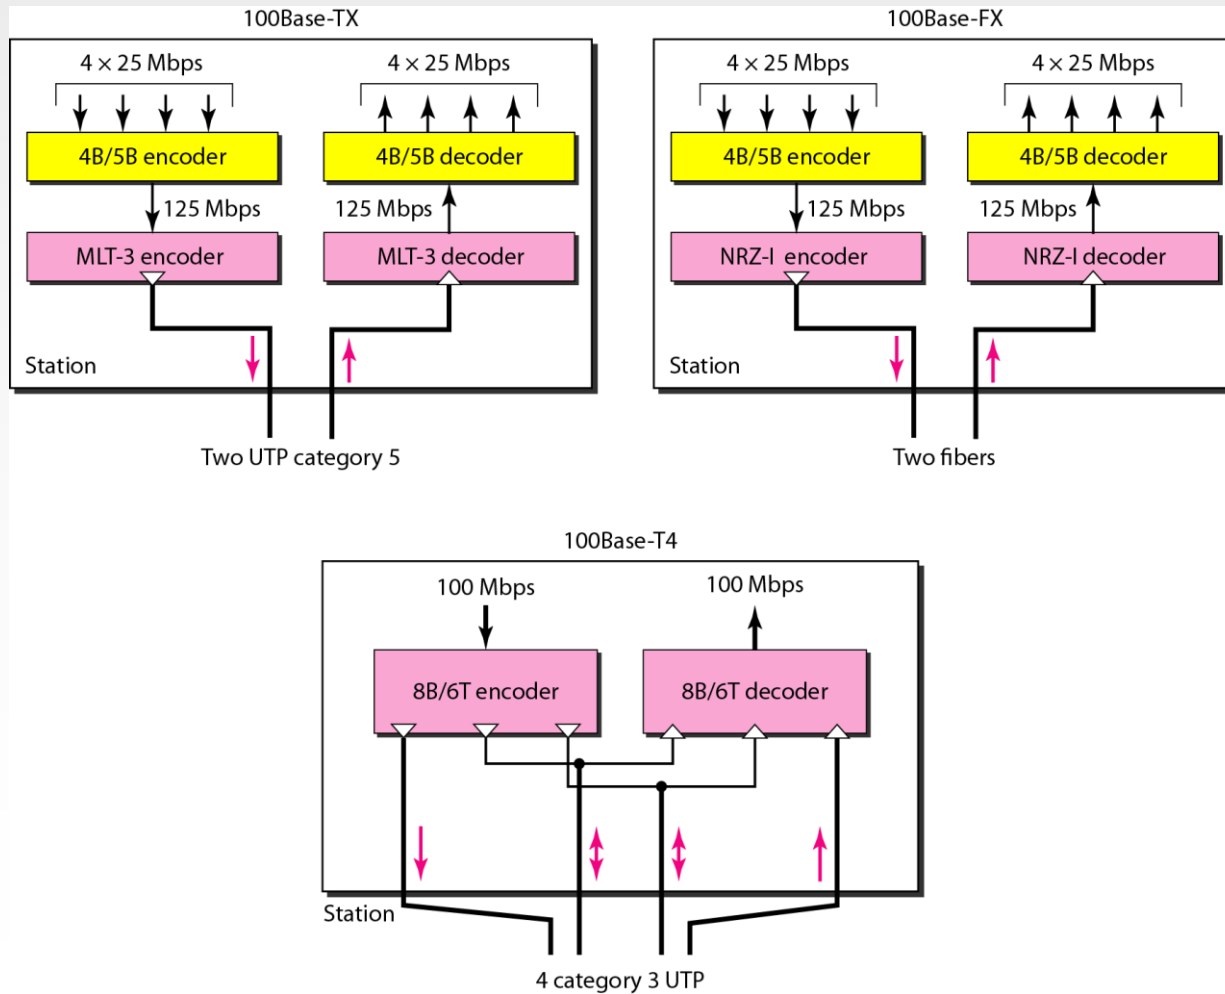 100Base-TX
4 × 25 Mbps
4 × 25 Mbps
4B/5B encoder
4B/5B decoder
125 Mbps
125 Mbps
MLT-3 encoder
MLT-3 decoder
Station
Two UTP category 5
100Base-FX
4 × 25 Mbps
4 × 25 Mbps
4B/5B encoder
4B/5B decoder
125 Mbps
125 Mbps
NRZ-I encoder
NRZ-I decoder
Station
Two fibers
100Base-T4
100 Mbps
100 Mbps
8B/6T encoder
8B/6T decoder
Station
4 category 3 UTP